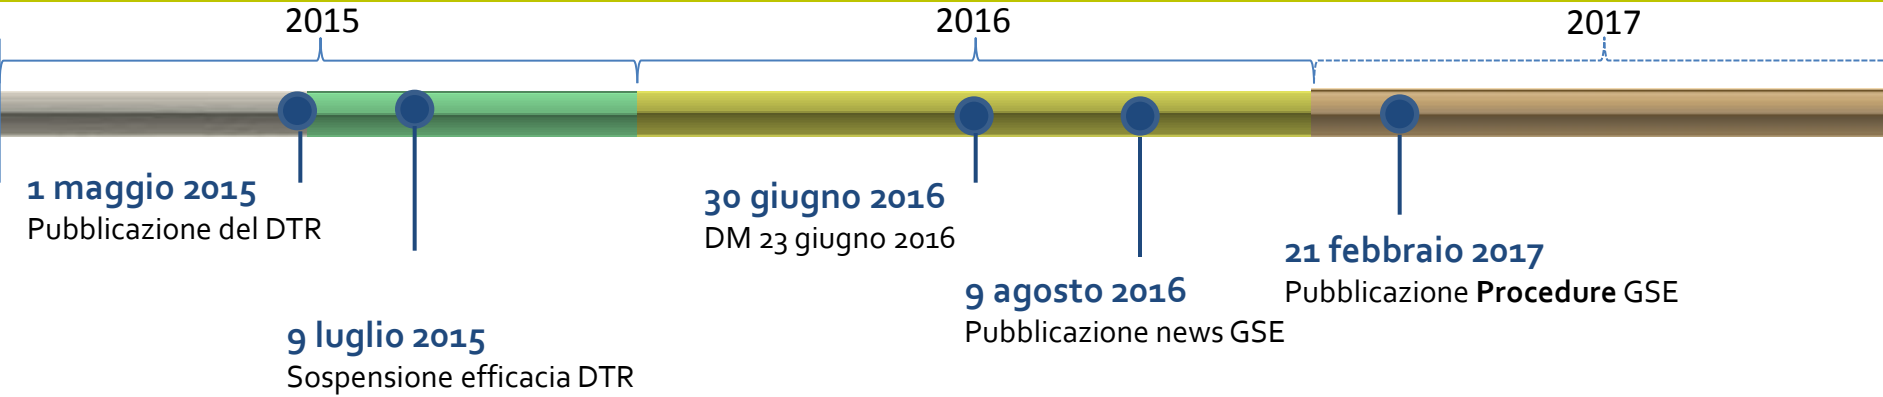 2015
2016
2017
1 maggio 2015
Pubblicazione del DTR
9 luglio 2015
Sospensione efficacia DTR
30 giugno 2016
DM 23 giugno 2016
9 agosto 2016
Pubblicazione news GSE
21 febbraio 2017
Pubblicazione Procedure GSE